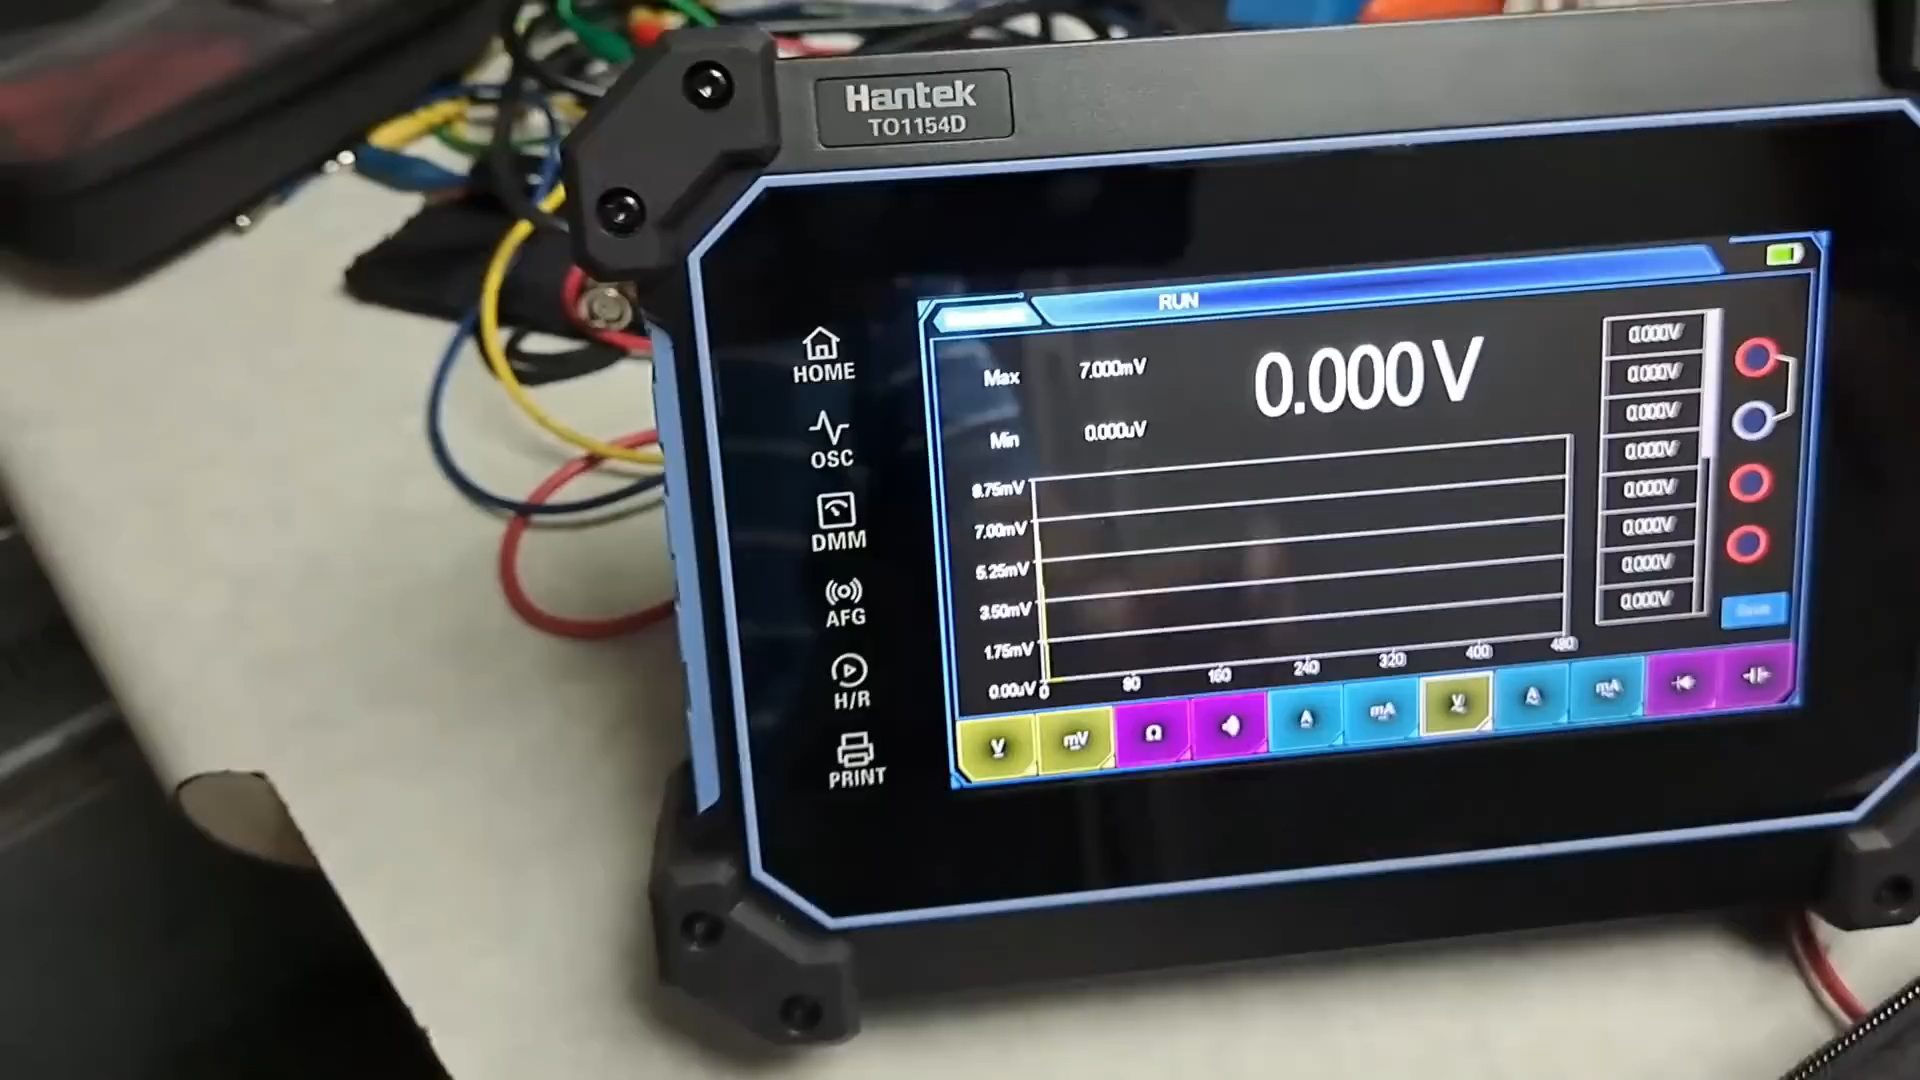 Hantek
TO1154D
HOME
OSC
DMM
AFG
H/R
PRINT
RUN
Max 7.000mV
Min 0.000uV
0.000V
8.75mV
7.00mV
5.25mV
3.50mV
1.75mV
0.00uV
0 80 160 240 320 400 480
0.000V
0.000V
0.000V
0.000V
0.000V
0.000V
0.000V
0.000V
V mV Ω A mA V A mA